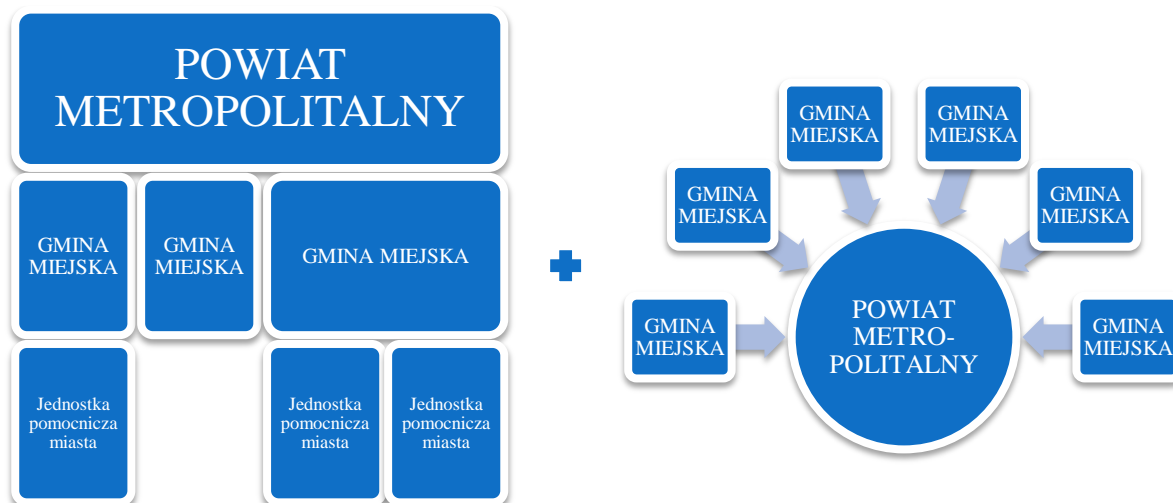 POWIAT
METROPOLITALNY
GMINA
MIEJSKA
GMINA
MIEJSKA
GMINA MIEJSKA
Jednostka
pomocnicza
miasta
Jednostka
pomocnicza
miasta
Jednostka
pomocnicza
miasta
GMINA
MIEJSKA
GMINA
MIEJSKA
GMINA
MIEJSKA
GMINA
MIEJSKA
GMINA
MIEJSKA
GMINA
MIEJSKA
POWIAT
METRO-
POLITALNY